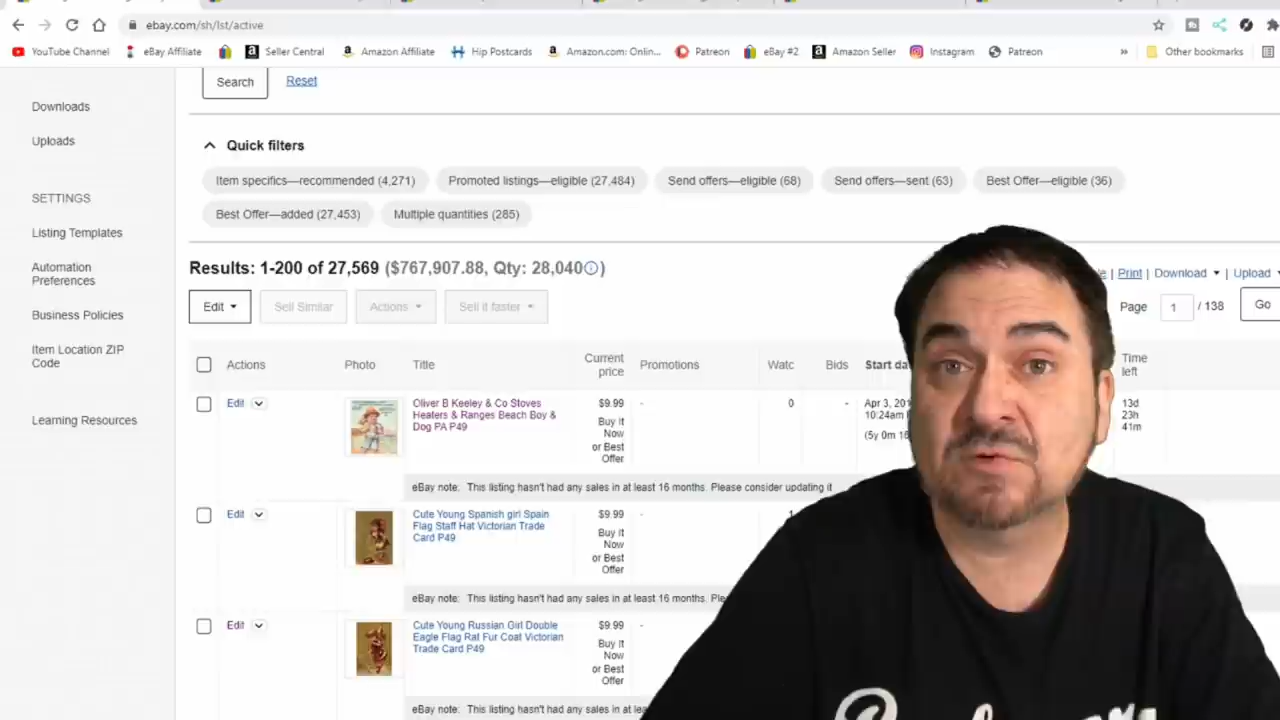 ebay.com/sh/lst/active
YouTube Channel eBay Affiliate Seller Central Amazon Affiliate Hip Postcards Amazon.com: Onlin... Patreon eBay #2 Amazon Seller Instagram Patreon » Other bookmarks
Search Reset
Downloads
Uploads
Quick filters
Item specifics—recommended (4,271) Promoted listings—eligible (27,484) Send offers—eligible (68) Send offers—sent (63) Best Offer—eligible (36)
Best Offer—added (27,453) Multiple quantities (285)
SETTINGS
Listing Templates
Automation
Preferences
Business Policies
Item Location ZIP
Code
Learning Resources
Results: 1-200 of 27,569 ($767,907.88, Qty: 28,040)
| Print | Download | Upload
Edit Sell Similar Actions Sell it faster
Page 1 / 138 Go
Actions Photo Title Current price Promotions Watc Bids Start da Time left
Edit
Oliver B Keeley & Co Stoves
Heaters & Ranges Beach Boy &
Dog PA P49
$9.99
Buy It
Now
or Best
Offer
-
0
-
Apr 3, 201
10:24am
(5y 0m 16
13d
23h
41m
eBay note: This listing hasn't had any sales in at least 16 months. Please consider updating it
Edit
Cute Young Spanish girl Spain
Flag Staff Hat Victorian Trade
Card P49
$9.99
Buy It
Now
or Best
Offer
-
1
eBay note: This listing hasn't had any sales in at least 16 months. Ple
Edit
Cute Young Russian Girl Double
Eagle Flag Rat Fur Coat Victorian
Trade Card P49
$9.99
Buy It
Now
or Best
Offer
-
eBay note: This listing hasn't had any sales in at lea